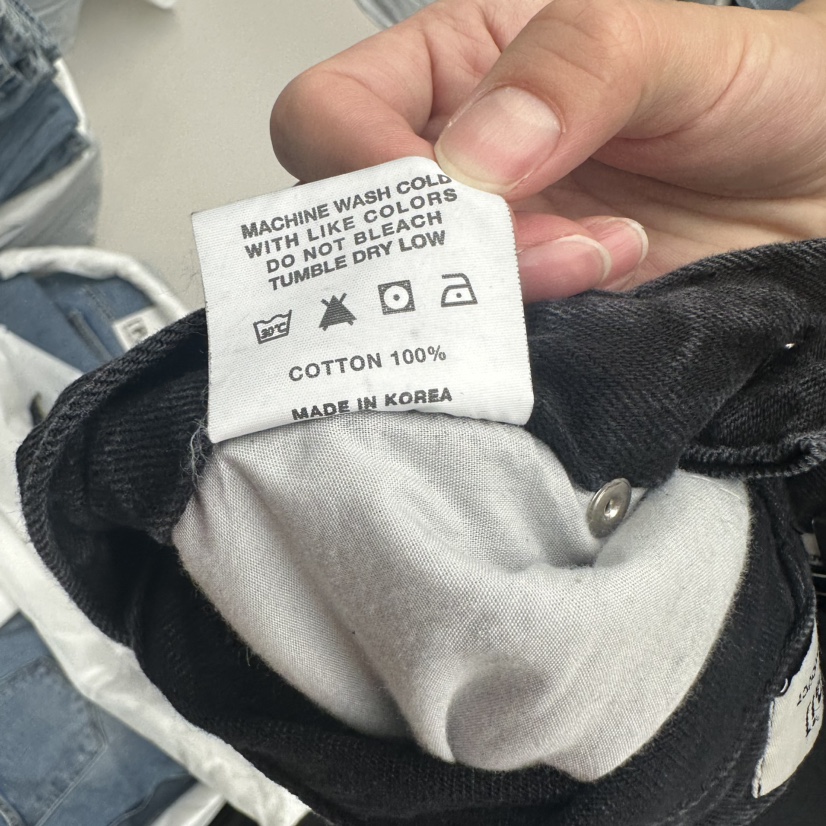 MACHINE WASH COLD
WITH LIKE COLORS
DO NOT BLEACH
TUMBLE DRY LOW
30°C
COTTON 100%
MADE IN KOREA